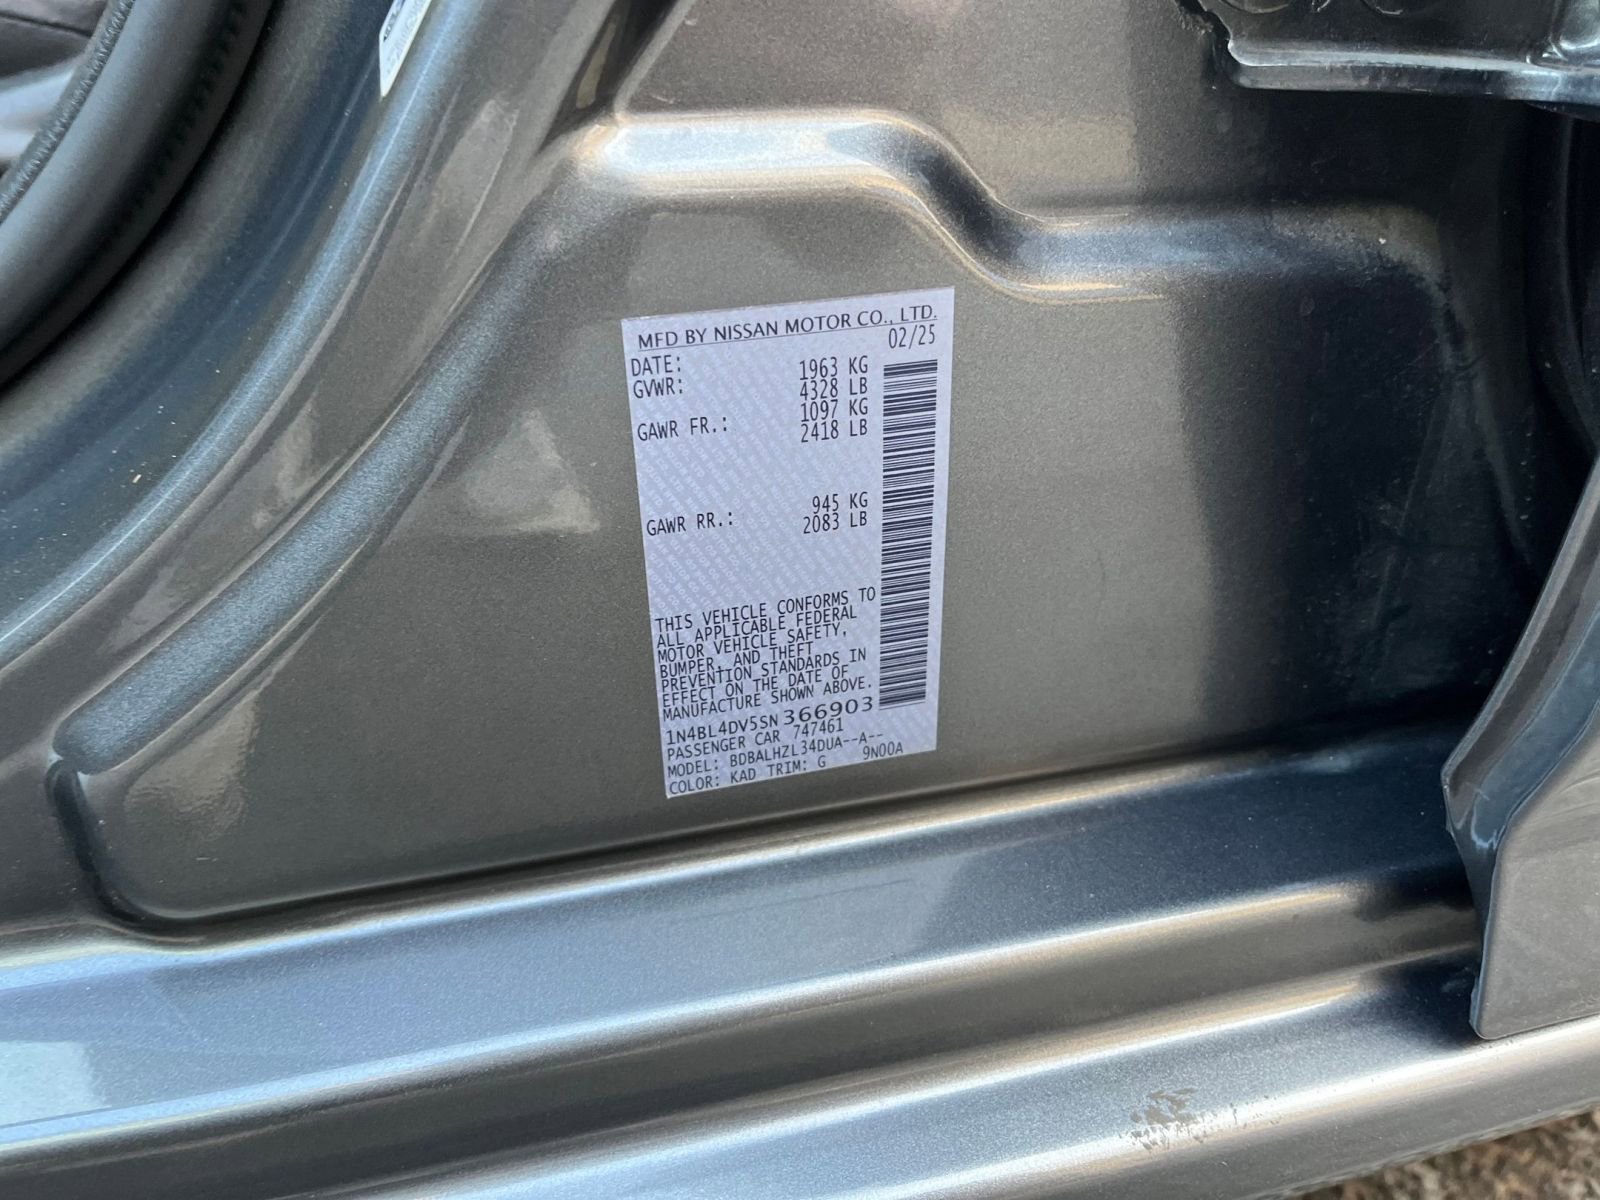 MFD BY NISSAN MOTOR CO., LTD.
DATE: 02/25
GVWR: 1963 KG
4328 LB
GAWR FR.: 1097 KG
2418 LB
GAWR RR.: 945 KG
2083 LB
THIS VEHICLE CONFORMS TO
ALL APPLICABLE FEDERAL
MOTOR VEHICLE SAFETY,
BUMPER, AND THEFT
PREVENTION STANDARDS IN
EFFECT ON THE DATE OF
MANUFACTURE SHOWN ABOVE.
1N4BL4DV5SN366903
PASSENGER CAR 747461
MODEL: BDBALHZL34DUA--A--
COLOR: KAD TRIM: G 9N00A